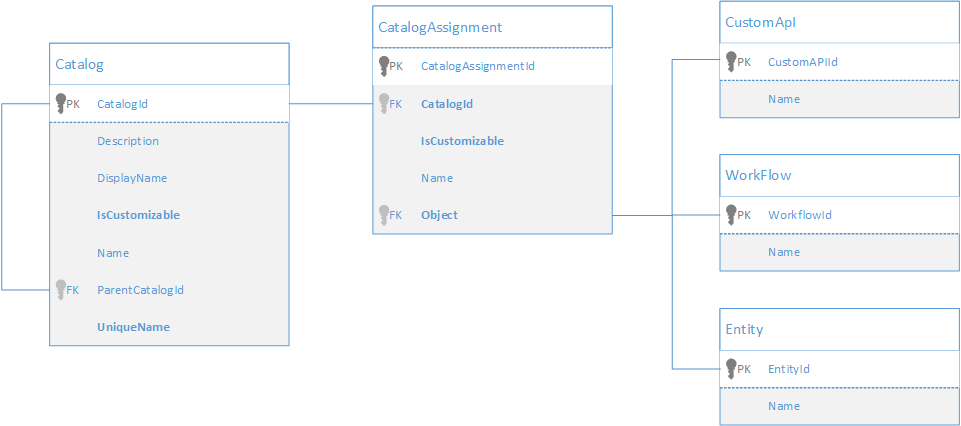 Catalog
PK CatalogId
Description
DisplayName
IsCustomizable
Name
FK ParentCatalogId
UniqueName
CatalogAssignment
PK CatalogAssignmentId
FK CatalogId
IsCustomizable
Name
FK Object
CustomApI
PK CustomAPIId
Name
WorkFlow
PK WorkflowId
Name
Entity
PK EntityId
Name